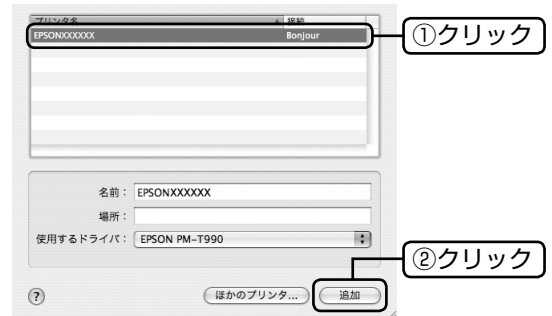 プリンタ名 ▲ 接続
EPSONXXXXXX Bonjour
①クリック
名前： EPSONXXXXXX
場所：
使用するドライバ： EPSON PM-T990
②クリック
? ほかのプリンタ... 追加